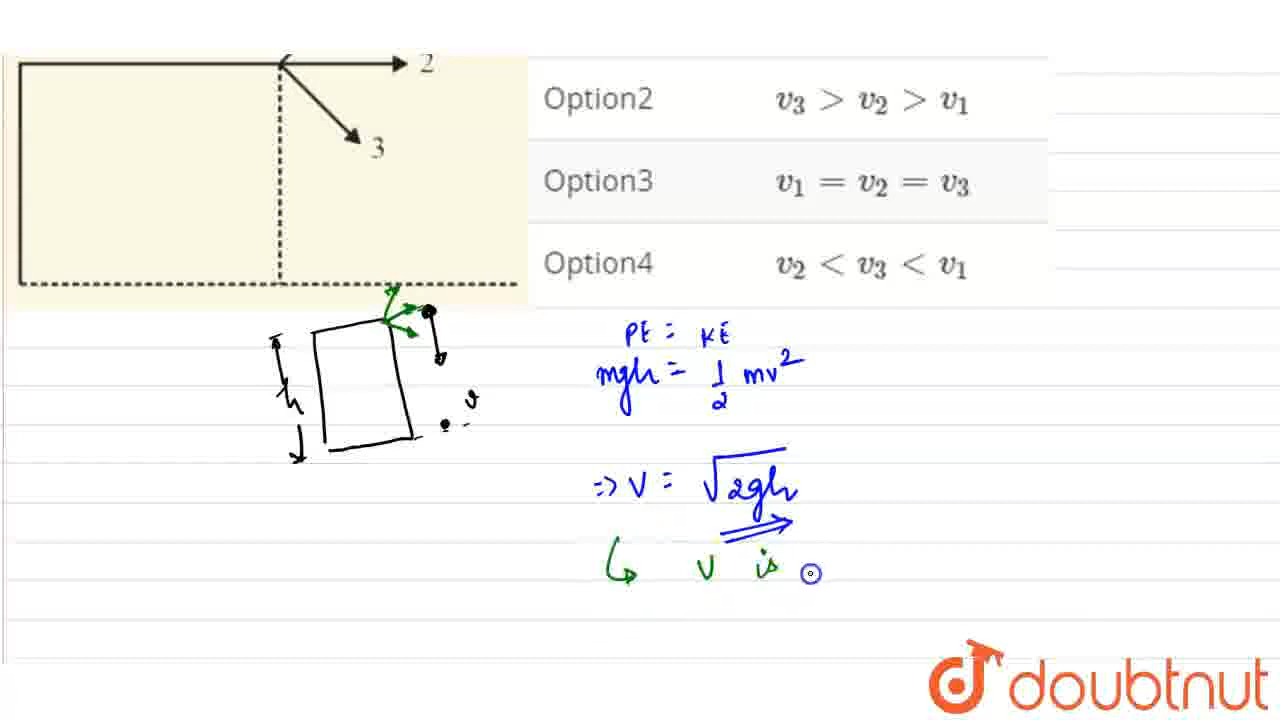 2
3
Option2 v₃ > v₂ > v₁
Option3 v₁ = v₂ = v₃
Option4 v₂ < v₃ < v₁
h
v
PE = KE
mgh = 1/2 mv²
=> V = √2gh
V is
doubtnut